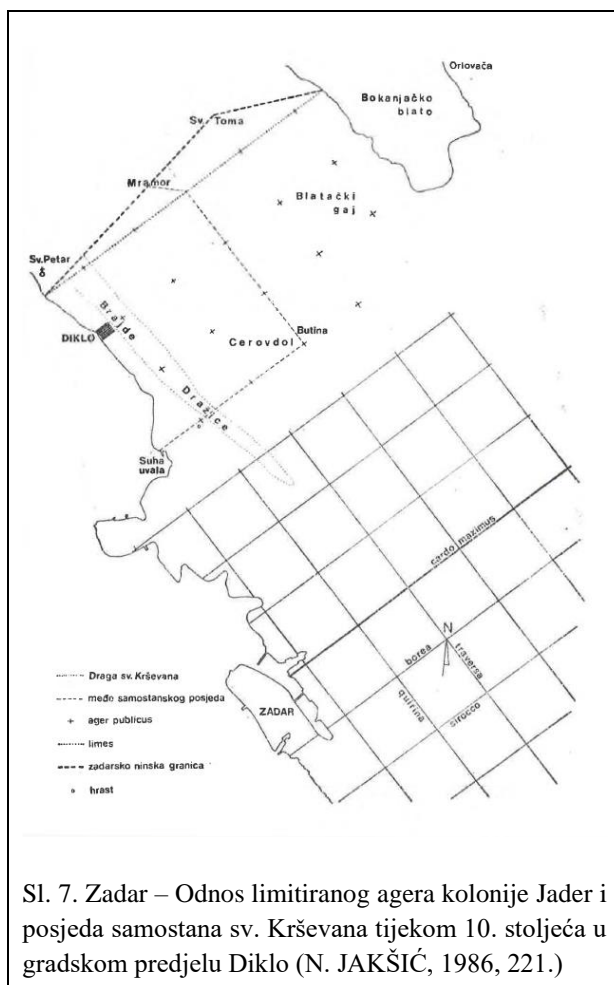 Orlovača
Bokanjačko
blato
Sv. Toma
Mramor
Blatački
gaj
Sv. Petar
Brajde
DIKLO
Butina
Cerovdol
Dražice
Suha
uvala
cardo mazimus
N
borea
traversa
quirina
sirocco
ZADAR
Draga sv. Krševana
međe samostanskog posjeda
ager publicus
limes
zadarsko ninska granica
hrast
Sl. 7. Zadar – Odnos limitiranog agera kolonije Jader i
posjeda samostana sv. Krševana tijekom 10. stoljeća u
gradskom predjelu Diklo (N. JAKŠIĆ, 1986, 221.)